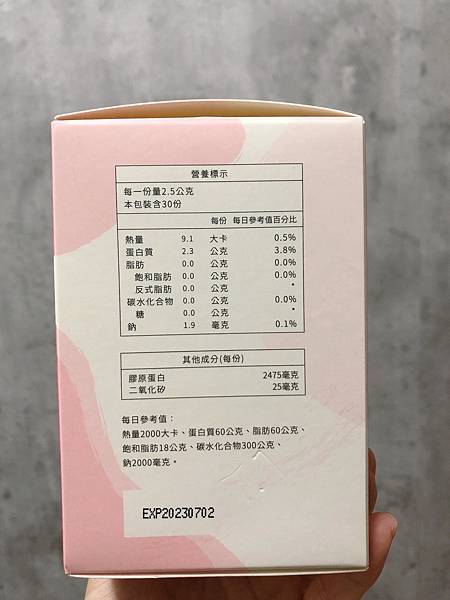 營養標示
每一份量2.5公克
本包裝含30份
每份 每日參考值百分比
熱量 9.1 大卡 0.5%
蛋白質 2.3 公克 3.8%
脂肪 0.0 公克 0.0%
飽和脂肪 0.0 公克 0.0%
反式脂肪 0.0 公克 *
碳水化合物 0.0 公克 0.0%
糖 0.0 公克 *
鈉 1.9 毫克 0.1%
其他成分(每份)
膠原蛋白 2475毫克
二氧化矽 25毫克
每日參考值：
熱量2000大卡、蛋白質60公克、脂肪60公克、
飽和脂肪18公克、碳水化合物300公克、
鈉2000毫克。
EXP20230702